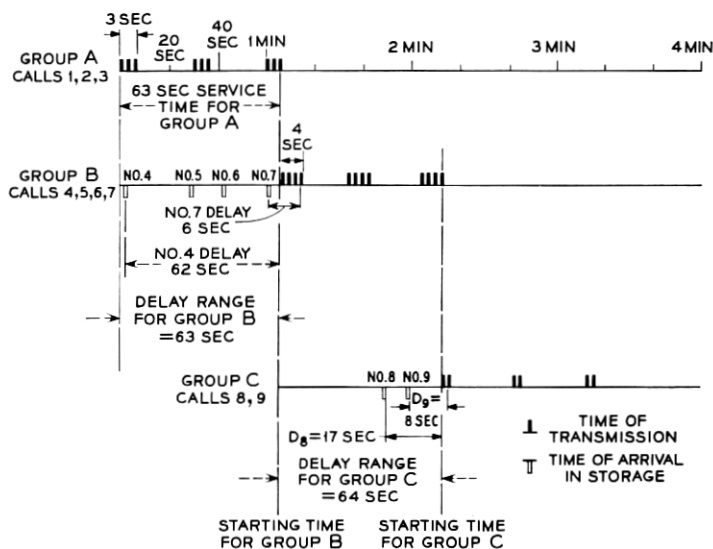 3 SEC
20 SEC
40 SEC
1 MIN
2 MIN
3 MIN
4 MIN
GROUP A
CALLS 1, 2, 3
63 SEC SERVICE
TIME FOR
GROUP A
4
SEC
GROUP B
CALLS 4,5,6,7
NO.4
NO.5
NO.6
NO.7
NO.7 DELAY
6 SEC
NO.4 DELAY
62 SEC
DELAY RANGE
FOR GROUP B
=63 SEC
GROUP C
CALLS 8, 9
NO.8
NO.9
D9=
8 SEC
D8=17 SEC
DELAY RANGE
FOR GROUP C
=64 SEC
TIME OF
TRANSMISSION
TIME OF ARRIVAL
IN STORAGE
STARTING TIME
FOR GROUP B
STARTING TIME
FOR GROUP C